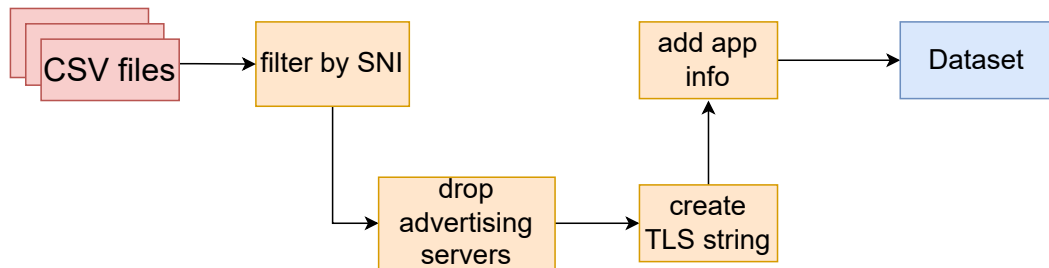 CSV files
filter by SNI
drop
advertising
servers
create
TLS string
add app
info
Dataset